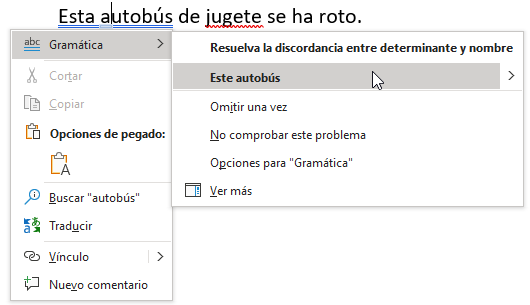 Esta autobús de jugete se ha roto.
abc Gramática
Cortar
Copiar
Opciones de pegado:
Buscar "autobús"
Traducir
Vínculo
Nuevo comentario
Resuelva la discordancia entre determinante y nombre
Este autobús
Omitir una vez
No comprobar este problema
Opciones para "Gramática"
Ver más